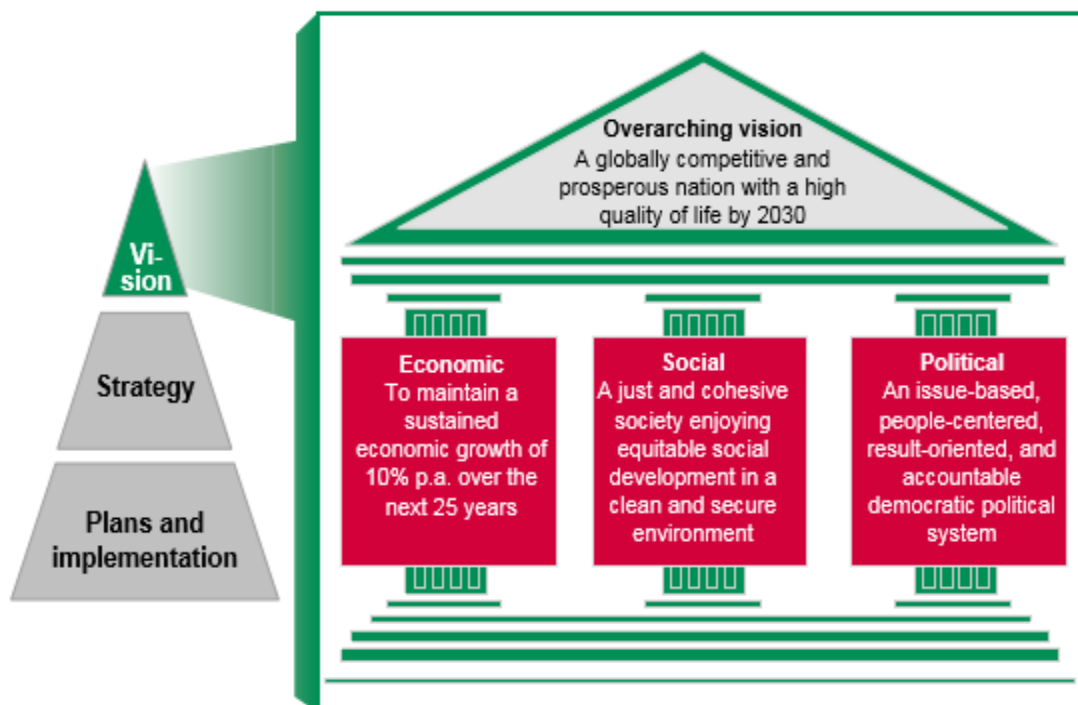 Overarching vision
A globally competitive and
prosperous nation with a high
quality of life by 2030
Vi-
sion
Strategy
Plans and
implementation
Economic
To maintain a
sustained
economic growth of
10% p.a. over the
next 25 years
Social
A just and cohesive
society enjoying
equitable social
development in a
clean and secure
environment
Political
An issue-based,
people-centered,
result-oriented, and
accountable
democratic political
system